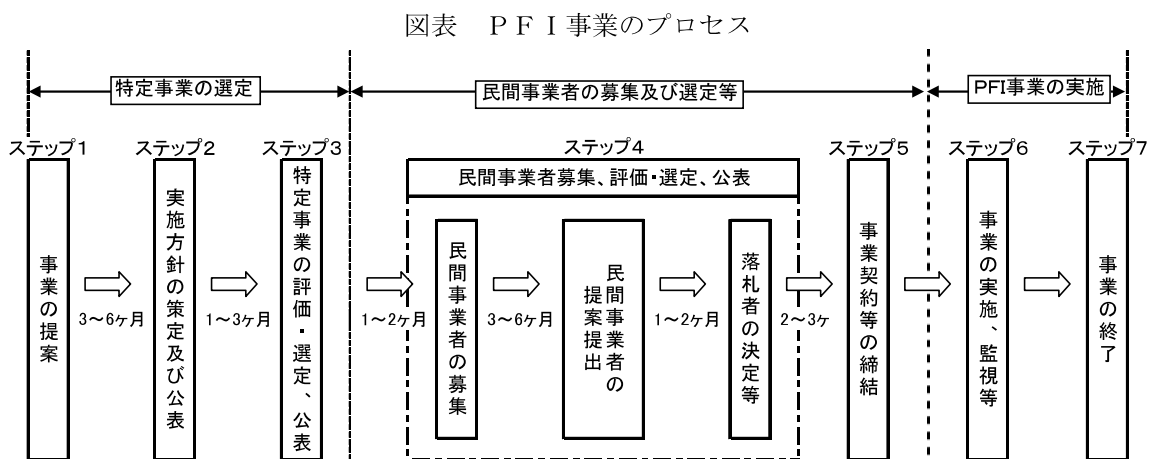 図表　ＰＦＩ事業のプロセス
特定事業の選定
民間事業者の募集及び選定等
PFI事業の実施
ステップ1
ステップ2
ステップ3
ステップ4
ステップ5
ステップ6
ステップ7
民間事業者募集、評価・選定、公表
事業の提案
3～6ヶ月
実施方針の策定及び公表
1～3ヶ月
特定事業の評価・選定、公表
1～2ヶ月
民間事業者の募集
3～6ヶ月
民間事業者の
提案提出
1～2ヶ月
落札者の決定等
2～3ヶ
事業契約等の締結
事業の実施、監視等
事業の終了